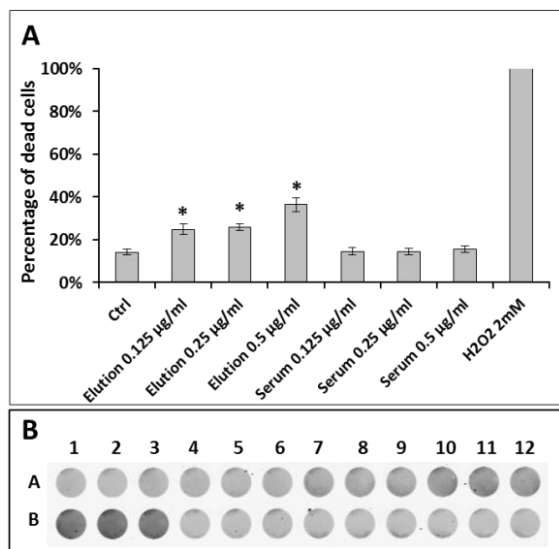 A
Percentage of dead cells
100%
80%
60%
40%
20%
0%
* * *
Ctrl
Elution 0.125 µg/ml
Elution 0.25 µg/ml
Elution 0.5 µg/ml
Serum 0.125 µg/ml
Serum 0.25 µg/ml
Serum 0.5 µg/ml
H2O2 2mM
B
1 2 3 4 5 6 7 8 9 10 11 12
A
B